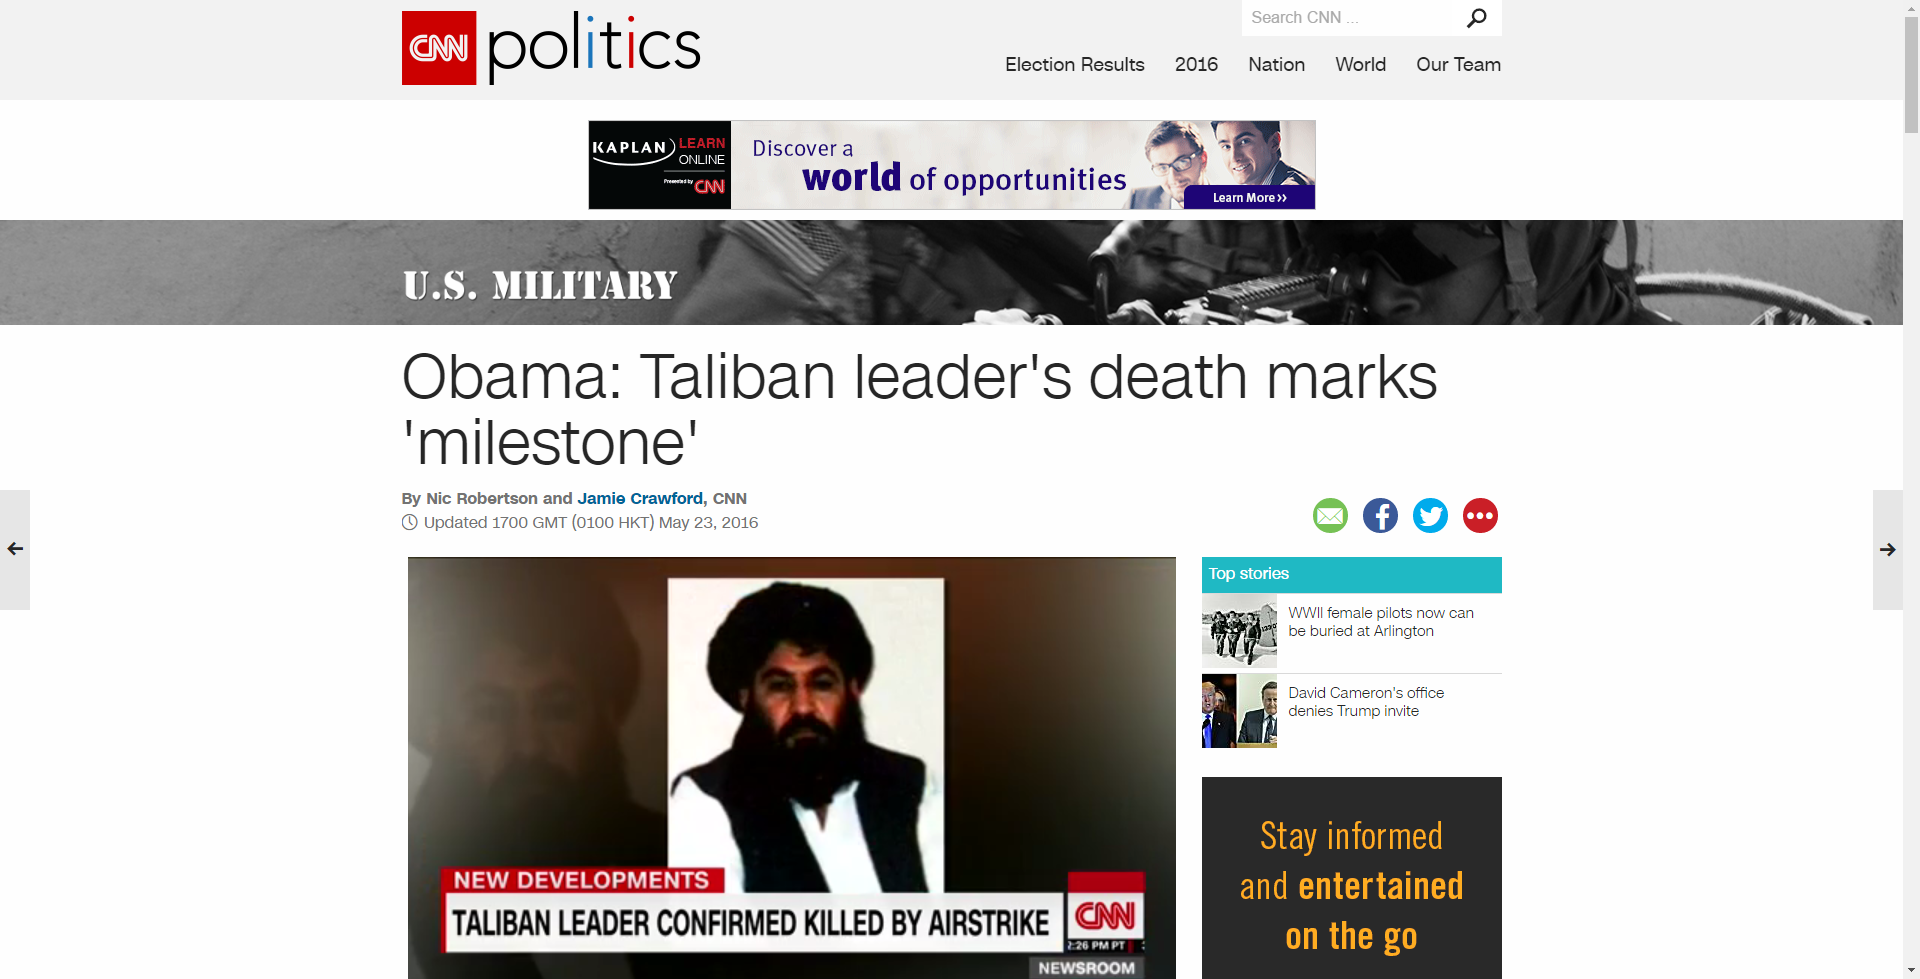 CNN politics
Search CNN ...
Election Results 2016 Nation World Our Team
KAPLAN LEARN ONLINE
Presented by CNN
Discover a
world of opportunities
Learn More >>
U.S. MILITARY
Obama: Taliban leader's death marks
'milestone'
By Nic Robertson and Jamie Crawford, CNN
Updated 1700 GMT (0100 HKT) May 23, 2016
NEW DEVELOPMENTS
TALIBAN LEADER CONFIRMED KILLED BY AIRSTRIKE
CNN
2:26 PM PT
NEWSROOM
Top stories
WWII female pilots now can
be buried at Arlington
David Cameron's office
denies Trump invite
Stay informed
and entertained
on the go